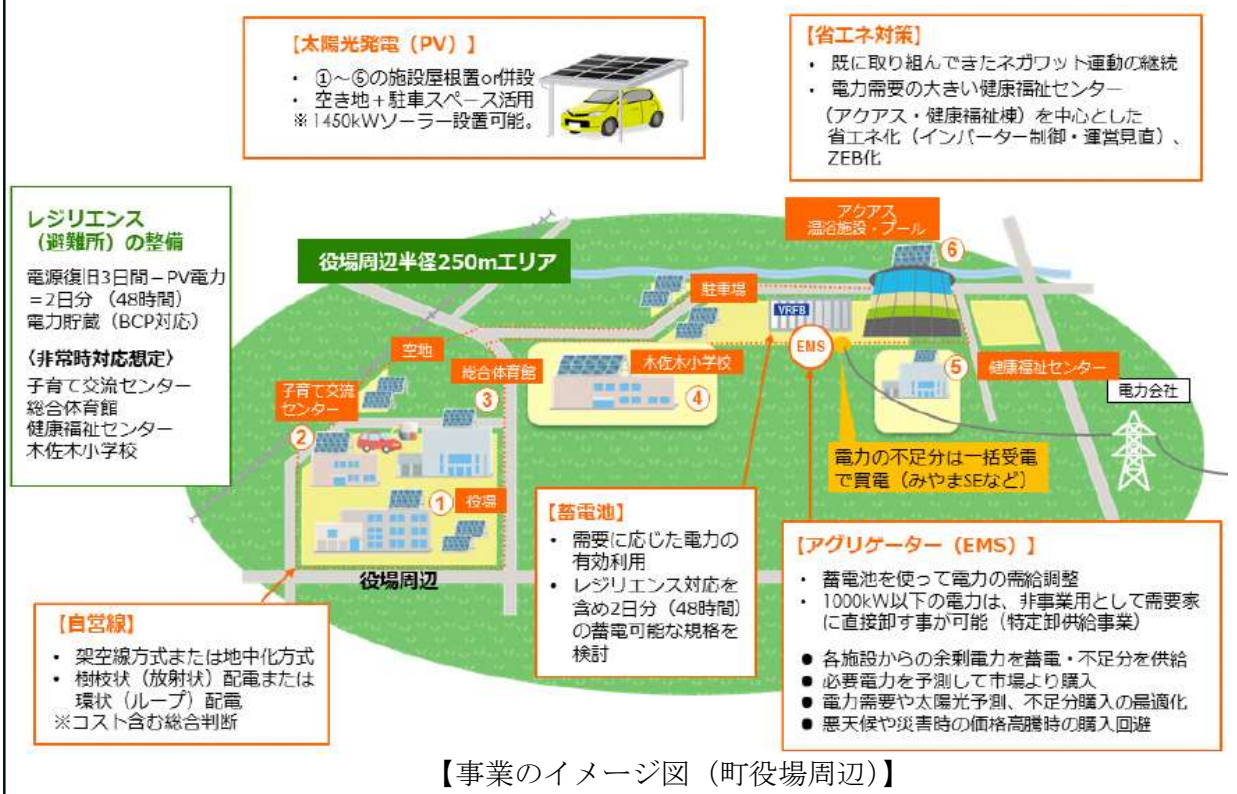 【太陽光発電（PV）】
・ ①～⑥の施設屋根置or併設
・ 空き地＋駐車スペース活用
※1450kWソーラー設置可能。
【省エネ対策】
・ 既に取り組んできたネガワット運動の継続
・ 電力需要の大きい健康福祉センター
（アクアス・健康福祉棟）を中心とした
省エネ化（インバーター制御・運営見直）、
ZEB化
レジリエンス
（避難所）の整備
電源復旧3日間－PV電力
＝2日分（48時間）
電力貯蔵（BCP対応）
〈非常時対応想定〉
子育て交流センター
総合体育館
健康福祉センター
木佐木小学校
役場周辺半径250mエリア
アクアス
温浴施設・プール
⑥
駐車場
VRFB
EMS
空地
総合体育館
③
木佐木小学校
④
⑤
健康福祉センター
電力会社
子育て交流
センター
②
①
役場
役場周辺
電力の不足分は一括受電
で買電（みやまSEなど）
【蓄電池】
・ 需要に応じた電力の
有効利用
・ レジリエンス対応を
含め2日分（48時間）
の蓄電可能な規格を
検討
【アグリゲーター（EMS）】
・ 蓄電池を使って電力の需給調整
・ 1000kW以下の電力は、非事業用として需要家
に直接卸す事が可能（特定卸供給事業）
● 各施設からの余剰電力を蓄電・不足分を供給
● 必要電力を予測して市場より購入
● 電力需要や太陽光予測、不足分購入の最適化
● 悪天候や災害時の価格高騰時の購入回避
【自営線】
・ 架空線方式または地中化方式
・ 樹枝状（放射状）配電または
環状（ループ）配電
※コスト含む総合判断
【事業のイメージ図（町役場周辺）】